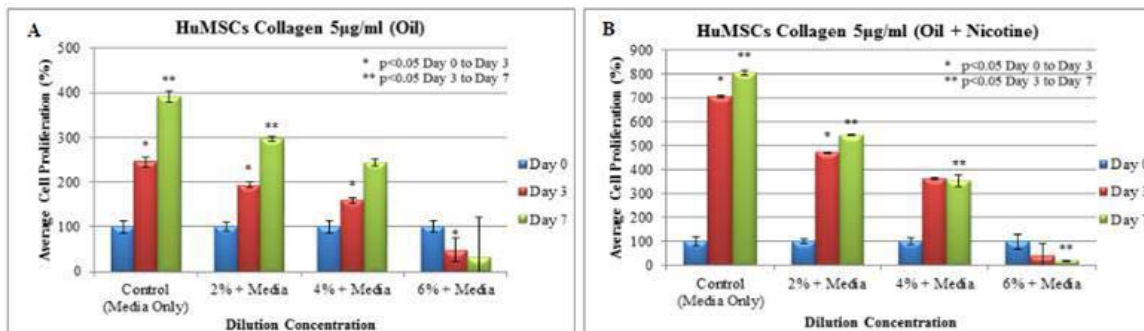 A
HuMSCs Collagen 5µg/ml (Oil)
Average Cell Proliferation (%)
500
400
300
200
100
0
* p<0.05 Day 0 to Day 3
** p<0.05 Day 3 to Day 7
**
*
**
*
*
*
Day 0
Day 3
Day 7
Control
(Media Only)
2% + Media
4% + Media
6% + Media
Dilution Concentration
B
HuMSCs Collagen 5µg/ml (Oil + Nicotine)
Average Cell Proliferation (%)
900
800
700
600
500
400
300
200
100
0
* p<0.05 Day 0 to Day 3
** p<0.05 Day 3 to Day 7
*
**
*
**
**
**
Day
Day
Day
Control
(Media Only)
2% + Media
4% + Media
6% + Media
Dilution Concentration